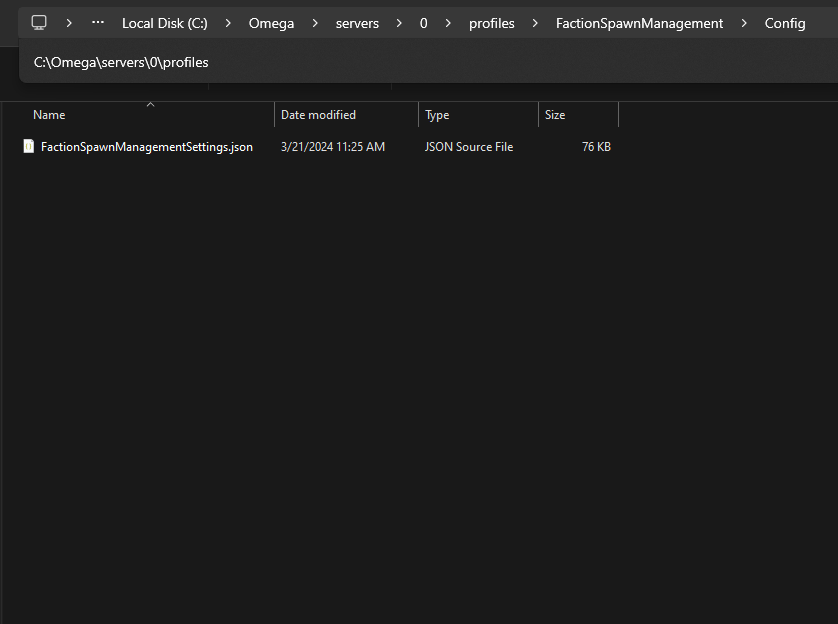 Local Disk (C:) Omega servers 0 profiles FactionSpawnManagement Config
C:\Omega\servers\0\profiles
Name Date modified Type Size
FactionSpawnManagementSettings.json 3/21/2024 11:25 AM JSON Source File 76 KB